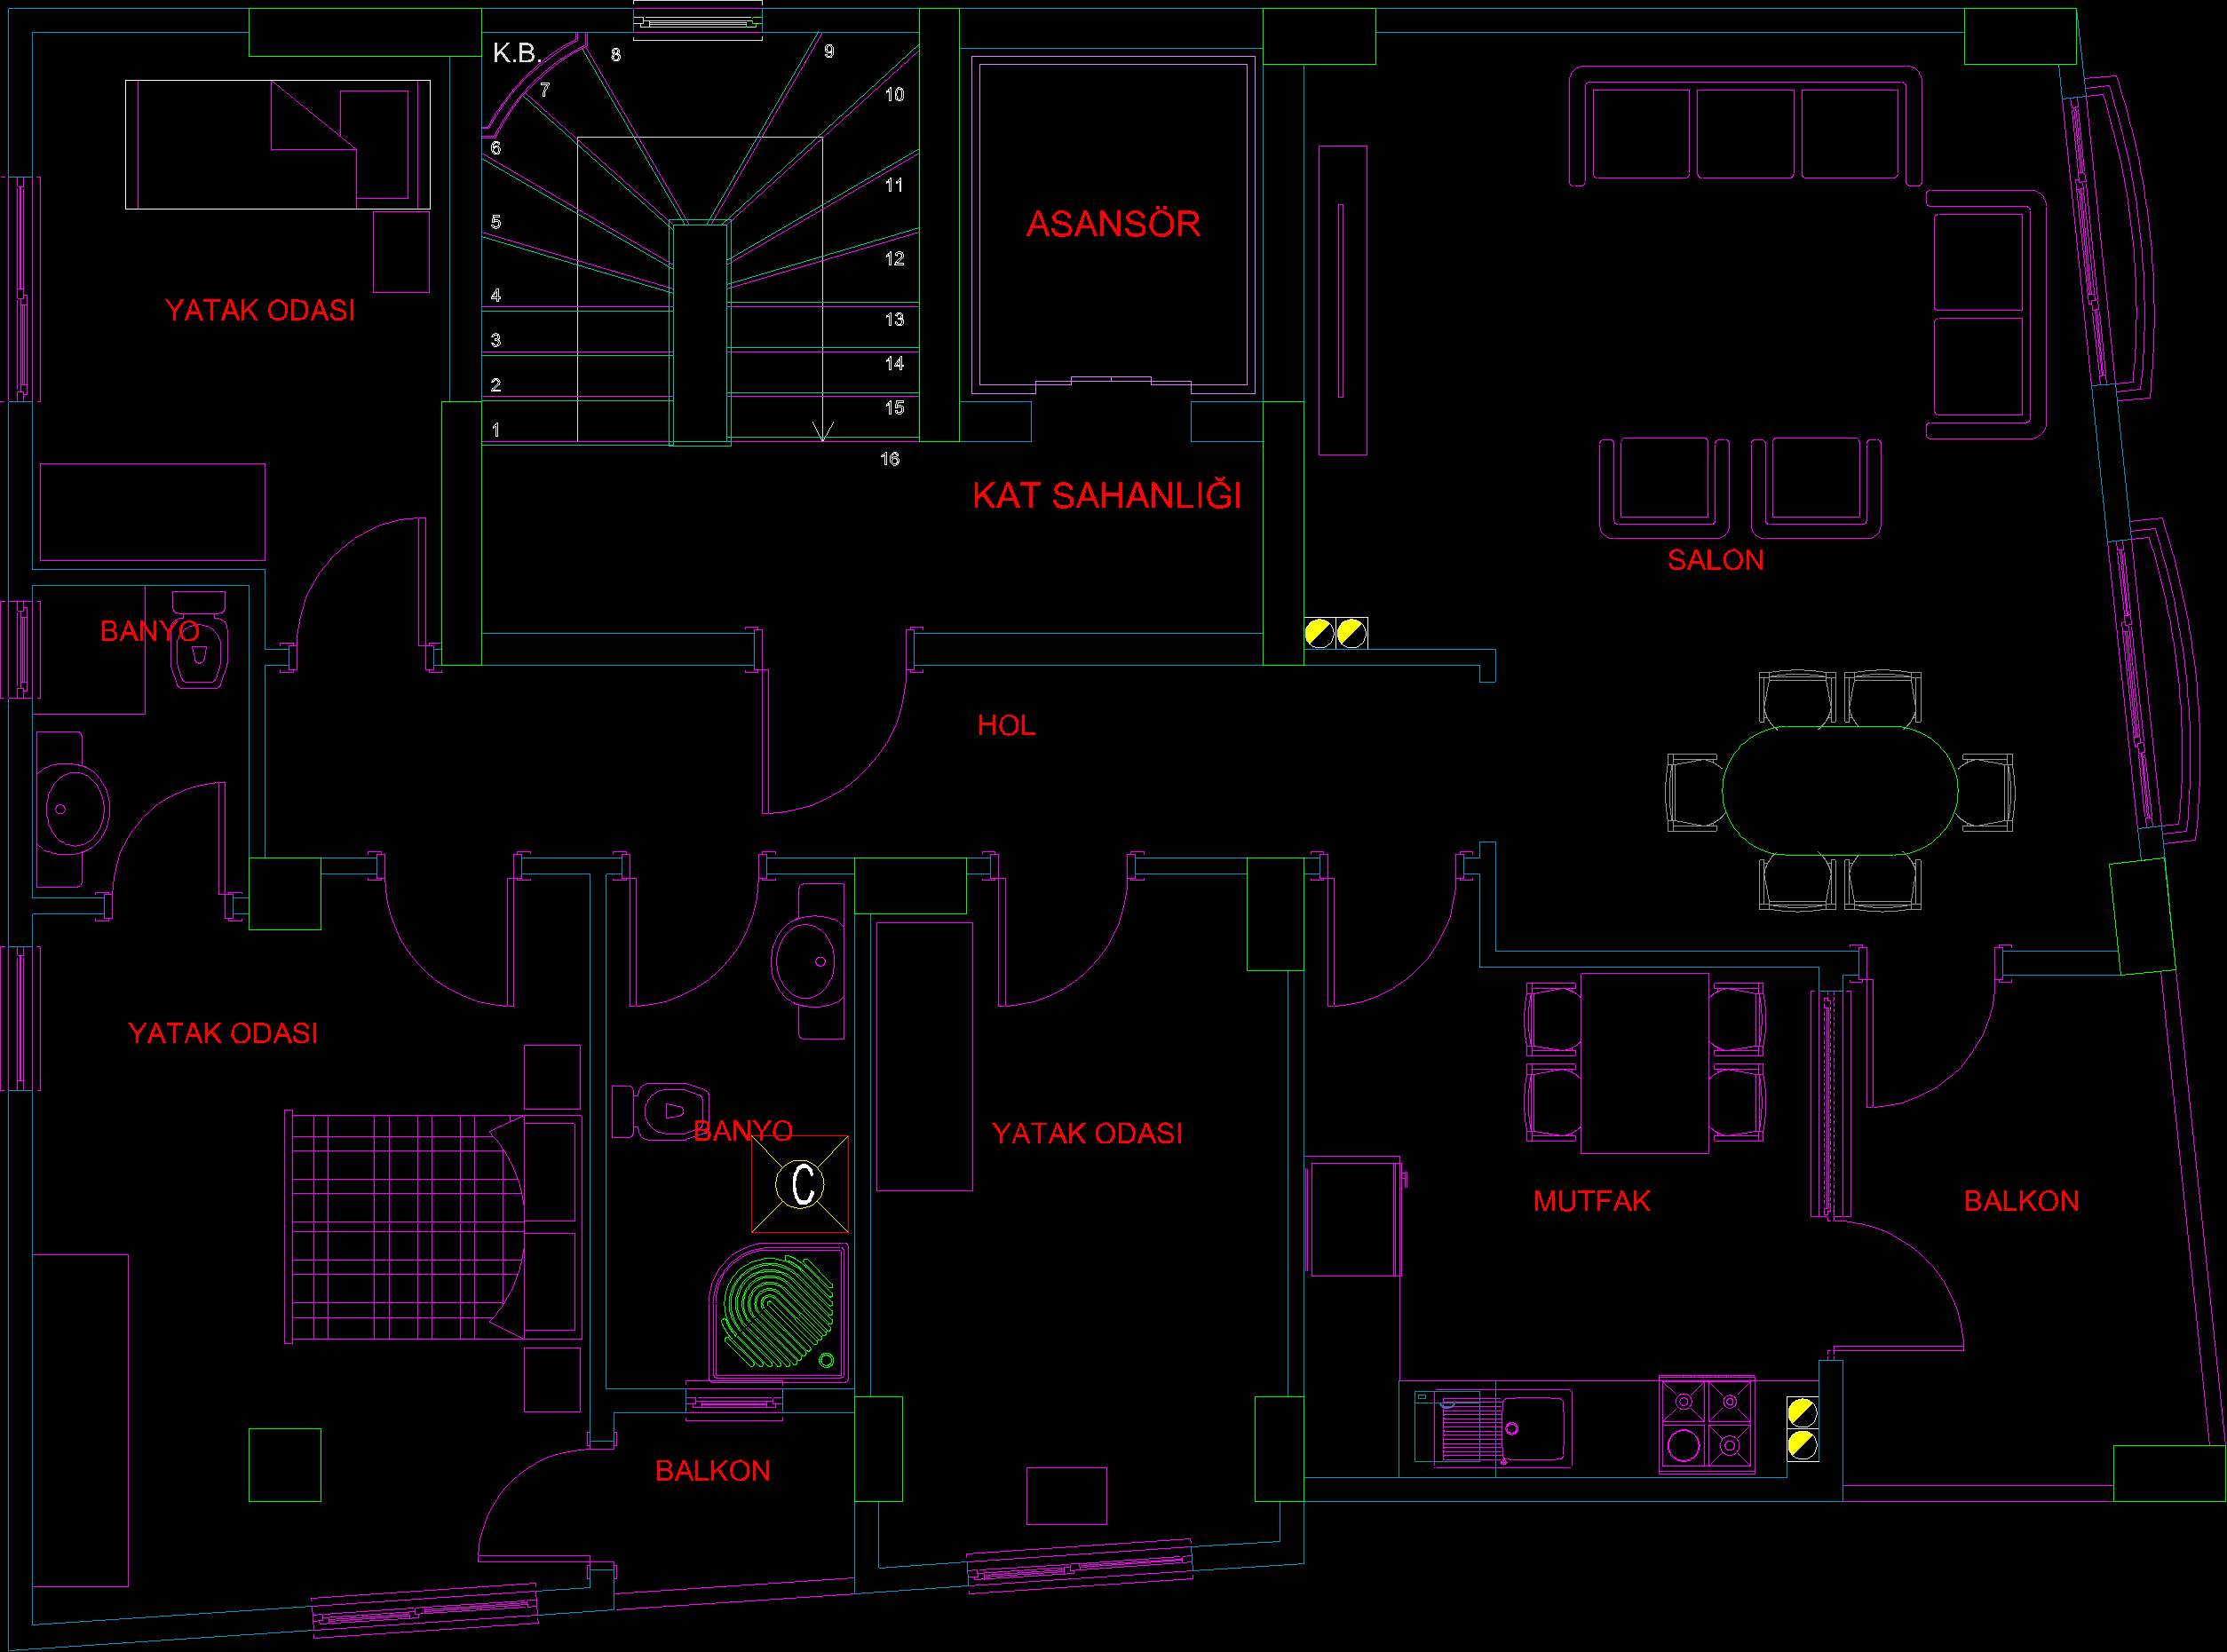 K.B.
8
9
7
10
6
11
5
ASANSÖR
12
4
YATAK ODASI
13
3
14
2
15
1
16
KAT SAHANLIĞI
SALON
BANYO
HOL
YATAK ODASI
BANYO
YATAK ODASI
C
MUTFAK
BALKON
BALKON